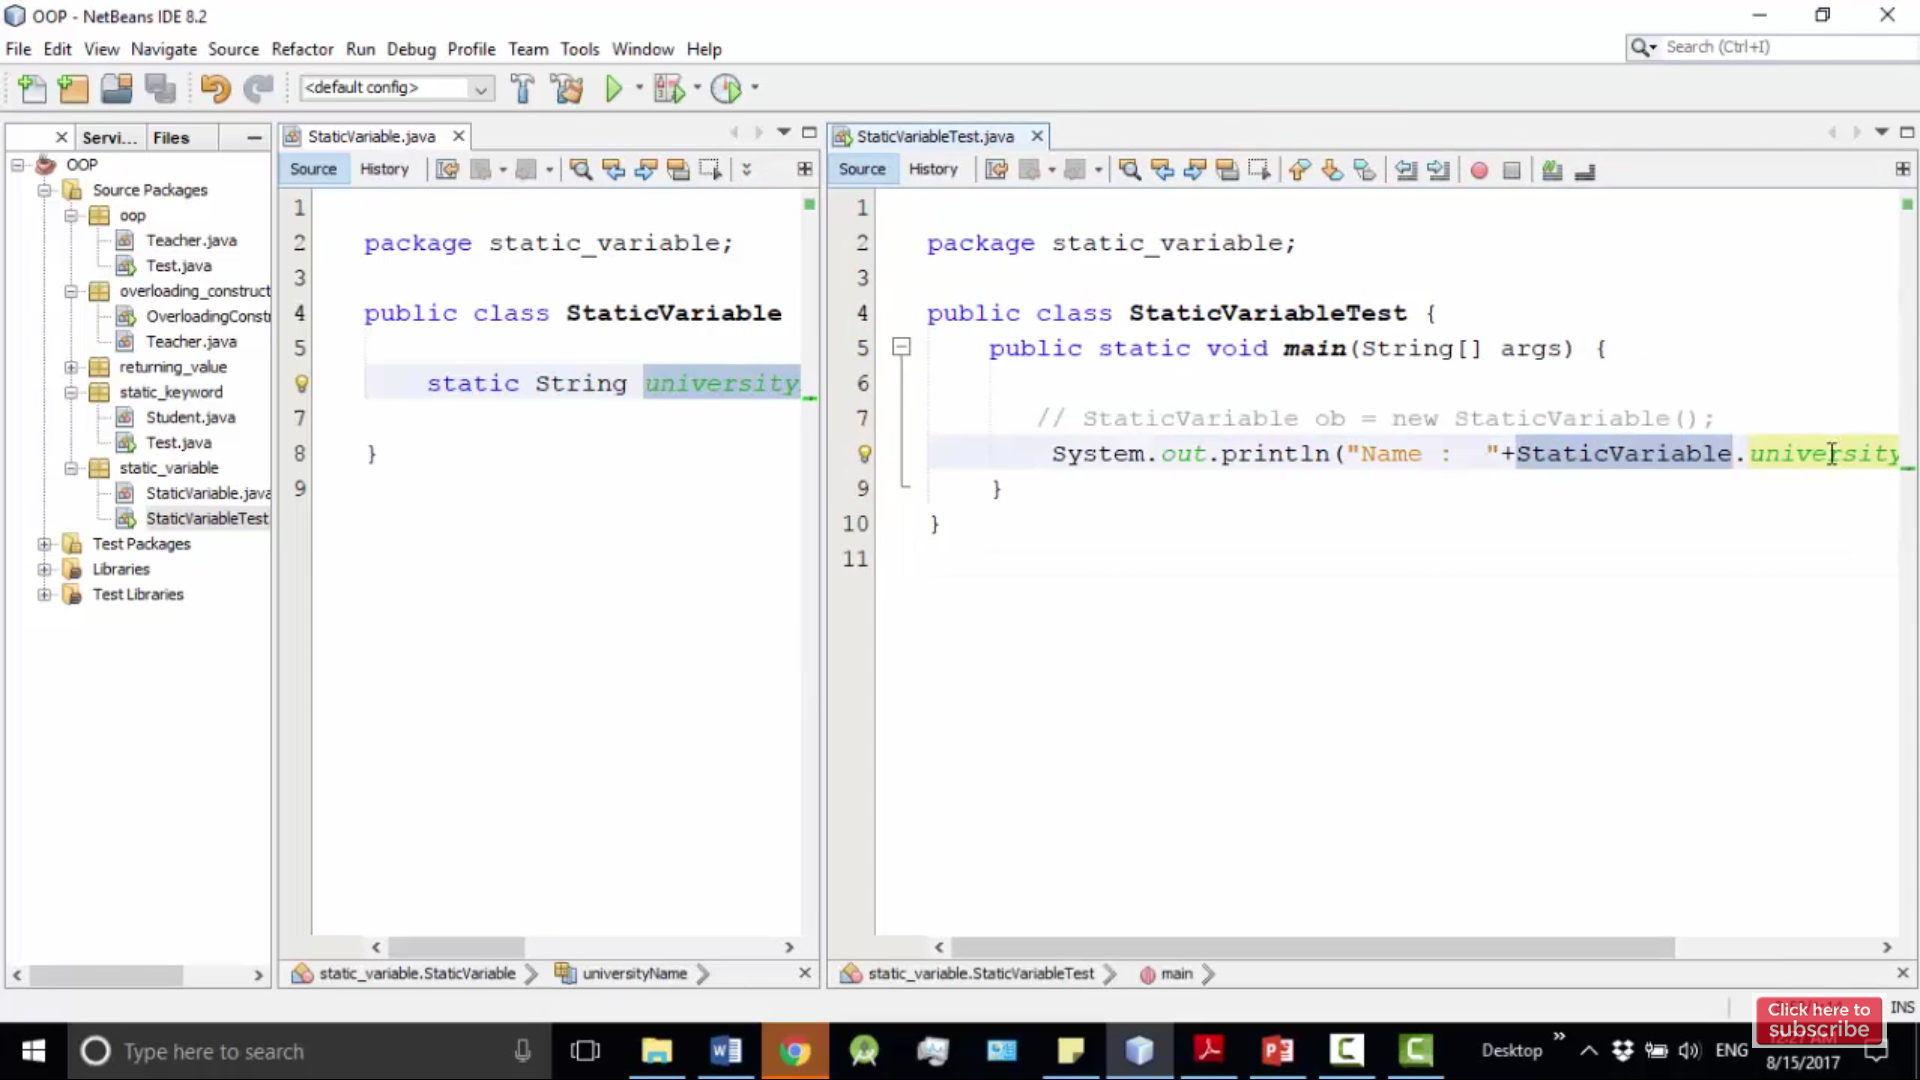 OOP - NetBeans IDE 8.2
File Edit View Navigate Source Refactor Run Debug Profile Team Tools Window Help
Search (Ctrl+I)
<default config>
Servi... Files
OOP
Source Packages
oop
Teacher.java
Test.java
overloading_construct
OverloadingConstr
Teacher.java
returning_value
static_keyword
Student.java
Test.java
static_variable
StaticVariable.java
StaticVariableTest
Test Packages
Libraries
Test Libraries
StaticVariable.java
Source History
1
2 package static_variable;
3
4 public class StaticVariable
5
6 static String university
7
8 }
9
static_variable.StaticVariable universityName
StaticVariableTest.java
Source History
1
2 package static_variable;
3
4 public class StaticVariableTest {
5 public static void main(String[] args) {
6
7 // StaticVariable ob = new StaticVariable();
System.out.println("Name :  "+StaticVariable.university
9 }
10 }
11
static_variable.StaticVariableTest main
INS
Click here to
subscribe
Type here to search
Desktop
ENG
8/15/2017